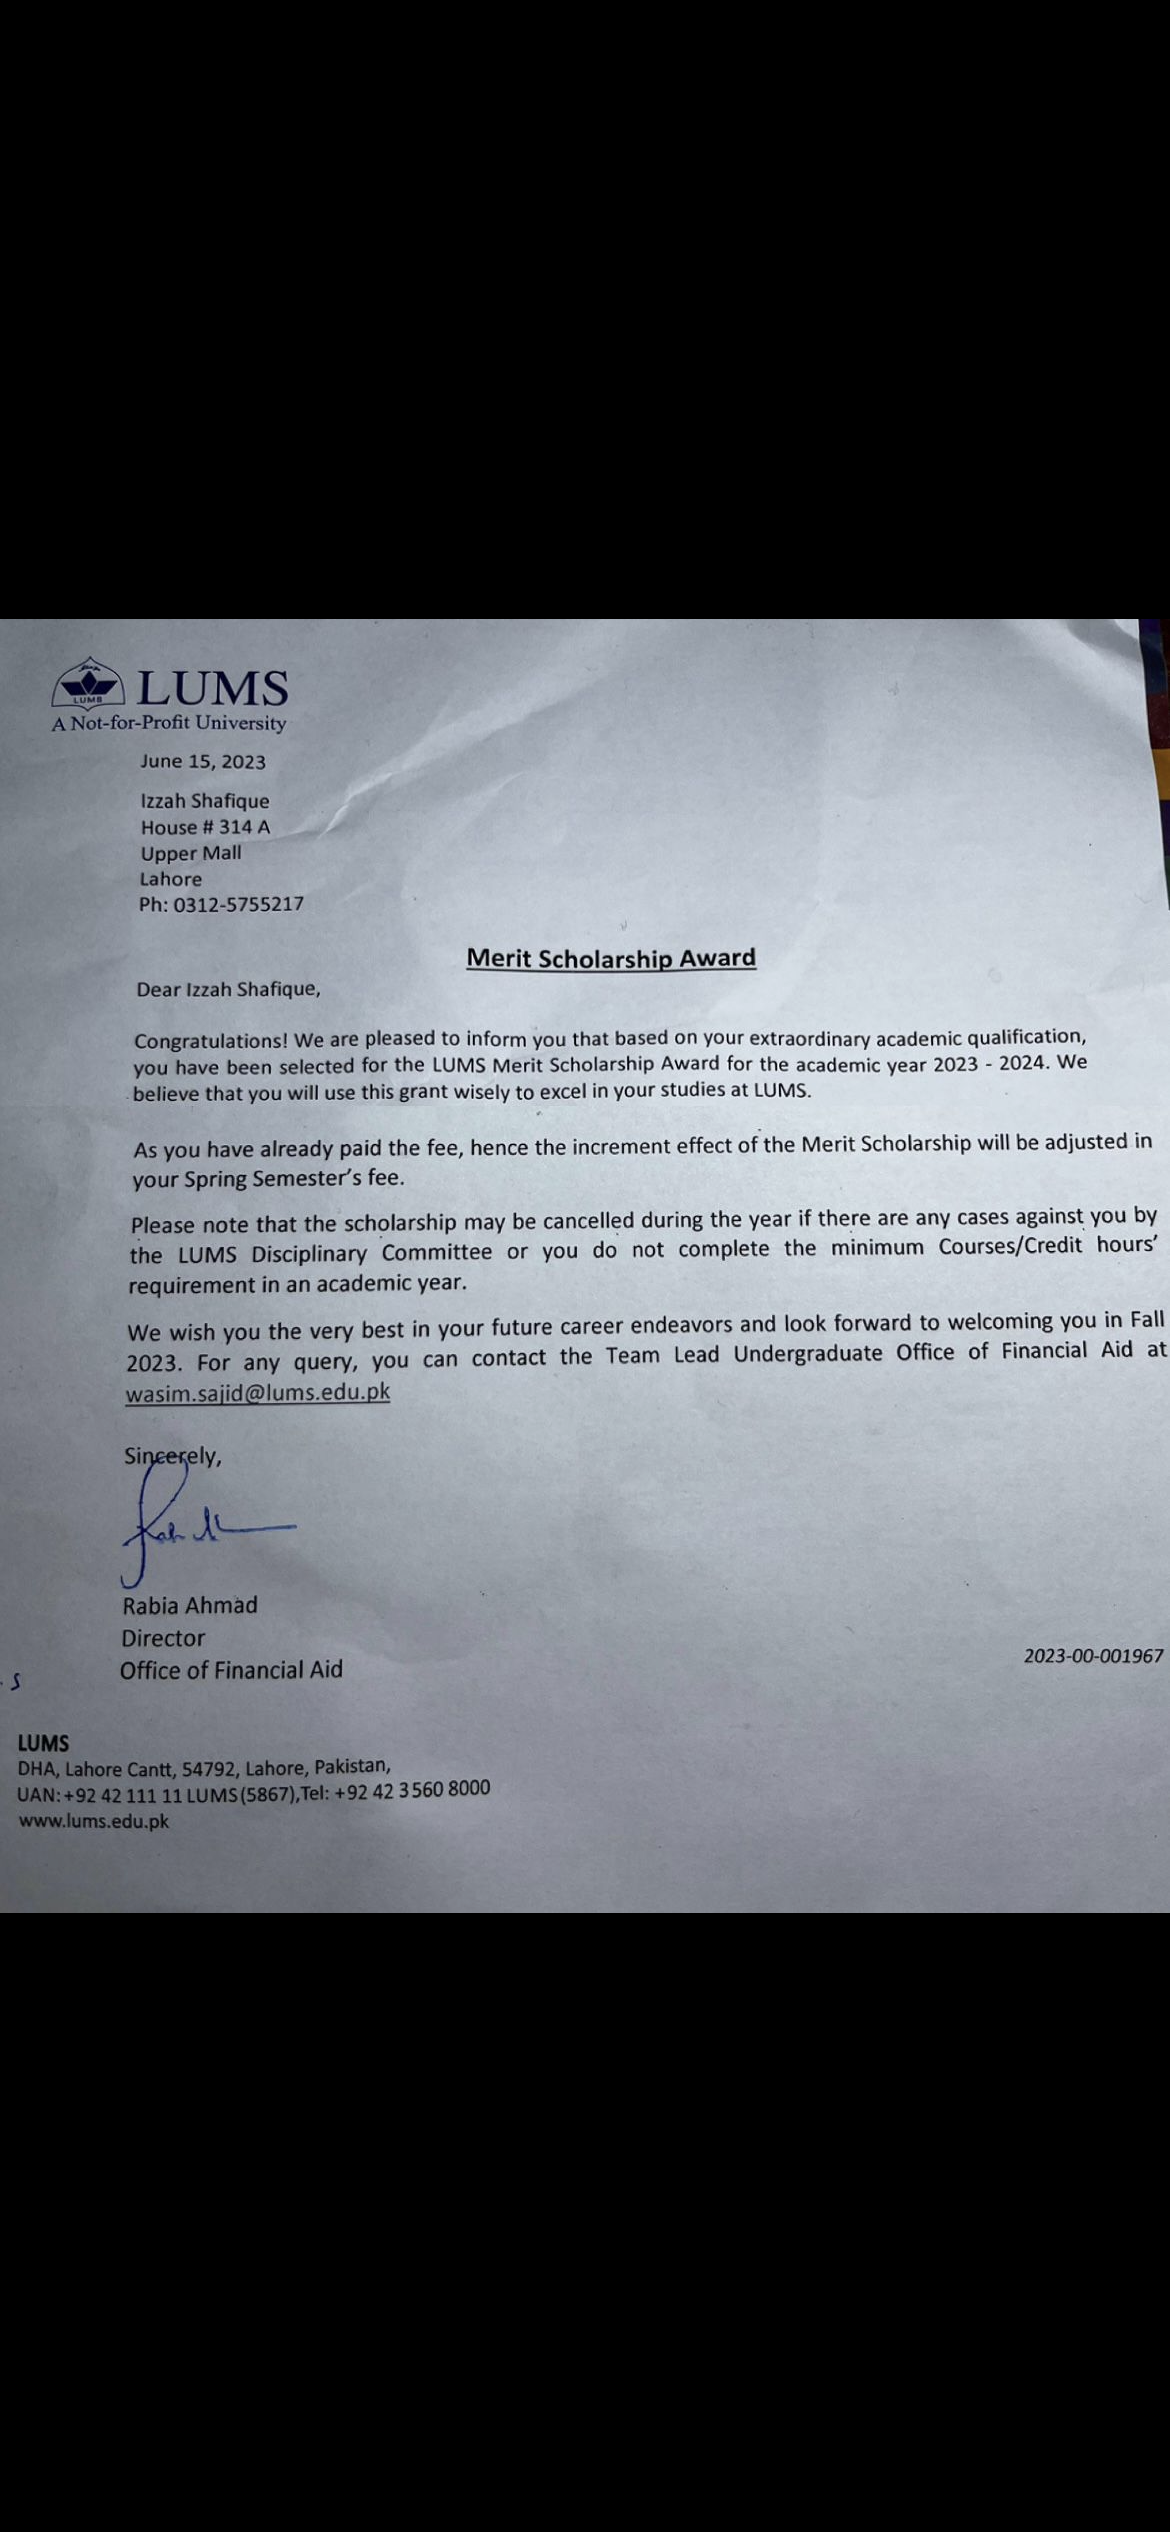 LUMS
LUMS
A Not-for-Profit University
June 15, 2023
Izzah Shafique
House # 314 A
Upper Mall
Lahore
Ph: 0312-5755217
Merit Scholarship Award
Dear Izzah Shafique,
Congratulations! We are pleased to inform you that based on your extraordinary academic qualification,
you have been selected for the LUMS Merit Scholarship Award for the academic year 2023 - 2024. We
believe that you will use this grant wisely to excel in your studies at LUMS.
As you have already paid the fee, hence the increment effect of the Merit Scholarship will be adjusted in
your Spring Semester's fee.
Please note that the scholarship may be cancelled during the year if there are any cases against you by
the LUMS Disciplinary Committee or you do not complete the minimum Courses/Credit hours'
requirement in an academic year.
We wish you the very best in your future career endeavors and look forward to welcoming you in Fall
2023. For any query, you can contact the Team Lead Undergraduate Office of Financial Aid at
wasim.sajid@lums.edu.pk
Sincerely,
Rabia Ahmad
Director
Office of Financial Aid
2023-00-001967
LUMS
DHA, Lahore Cantt, 54792, Lahore, Pakistan,
UAN: +92 42 111 11 LUMS (5867), Tel: +92 42 3560 8000
www.lums.edu.pk